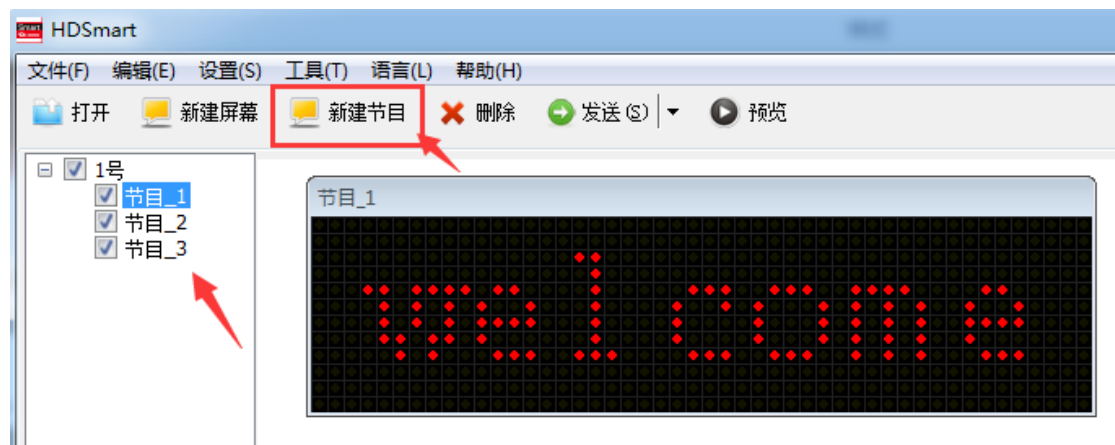 HDSmart
文件(F) 编辑(E) 设置(S) 工具(T) 语言(L) 帮助(H)
打开 新建屏幕 新建节目 删除 发送(S) 预览
1号
节目_1
节目_2
节目_3
节目_1
welcome